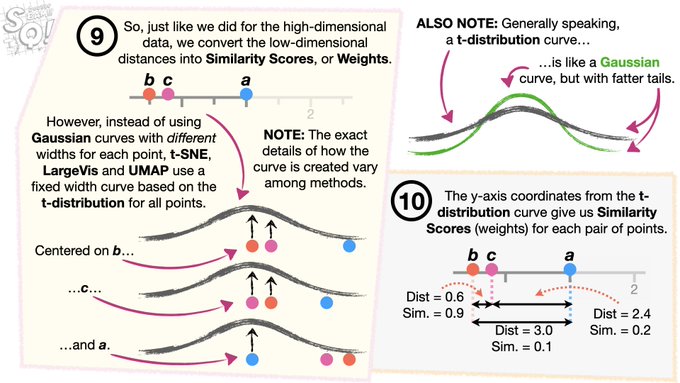 SQ!
9
So, just like we did for the high-dimensional
data, we convert the low-dimensional
distances into Similarity Scores, or Weights.
b c a
2
However, instead of using
Gaussian curves with different
widths for each point, t-SNE,
LargeVis and UMAP use a
fixed width curve based on the
t-distribution for all points.
NOTE: The exact
details of how the
curve is created vary
among methods.
Centered on b…
…c…
…and a.
ALSO NOTE: Generally speaking,
a t-distribution curve…
…is like a Gaussian
curve, but with fatter tails.
10
The y-axis coordinates from the t-
distribution curve give us Similarity
Scores (weights) for each pair of points.
b c a
2
Dist = 0.6
Sim. = 0.9
Dist = 3.0
Sim. = 0.1
Dist = 2.4
Sim. = 0.2